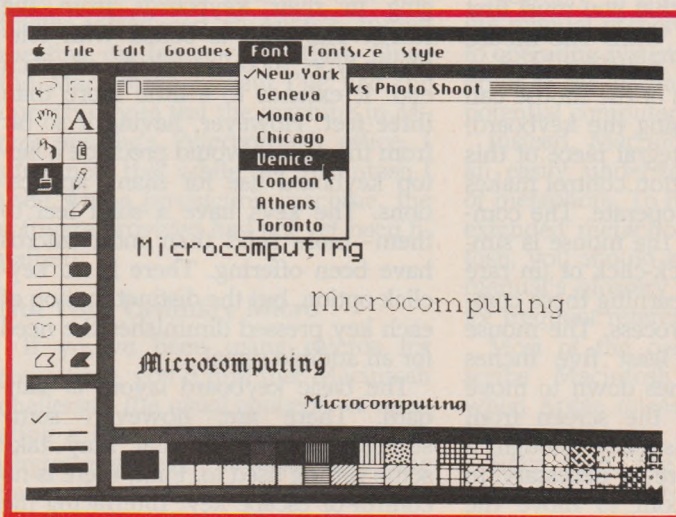 File Edit Goodies Font FontSize Style
✓New York
ks Photo Shoot
Geneva
Monaco
Chicago
Venice
London
Athens
Toronto
A
Microcomputing
Microcomputing
Microcomputing
Microcomputing